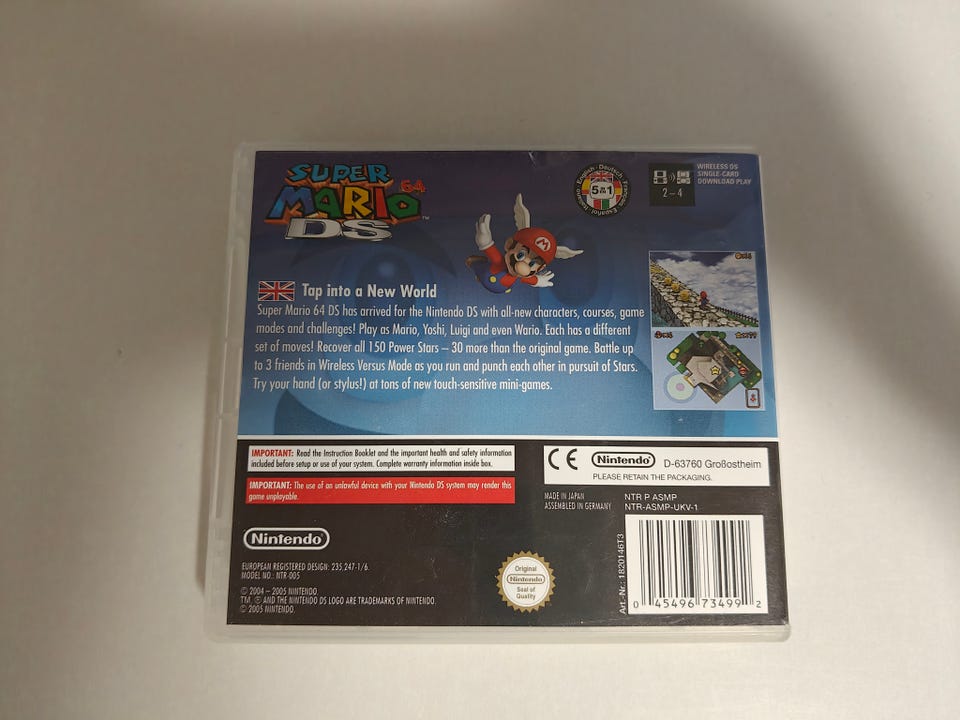 SUPER
MARIO 64 ™
DS
English · Deutsch · Français · Español · Italiano
5 IN 1
2-4
WIRELESS DS
SINGLE-CARD
DOWNLOAD PLAY
M
Tap into a New World
Super Mario 64 DS has arrived for the Nintendo DS with all-new characters, courses, game
modes and challenges! Play as Mario, Yoshi, Luigi and even Wario. Each has a different
set of moves! Recover all 150 Power Stars – 30 more than the original game. Battle up
to 3 friends in Wireless Versus Mode as you run and punch each other in pursuit of Stars.
Try your hand (or stylus!) at tons of new touch-sensitive mini-games.
IMPORTANT: Read the Instruction Booklet and the important health and safety information
included before setup or use of your system. Complete warranty information inside box.
IMPORTANT: The use of an unlawful device with your Nintendo DS system may render this
game unplayable.
CE Nintendo D-63760 Großostheim
PLEASE RETAIN THE PACKAGING.
MADE IN JAPAN
ASSEMBLED IN GERMANY
NTR P ASMP
NTR-ASMP-UKV-1
Nintendo
EUROPEAN REGISTERED DESIGN: 235,247-1/6.
MODEL NO.: NTR-005
© 2004 – 2005 NINTENDO.
TM, ® AND THE NINTENDO DS LOGO ARE TRADEMARKS OF NINTENDO.
© 2005 NINTENDO.
Original
Nintendo
Seal of
Quality
Art.-Nr.: 1820146T3
0 45496 73499 2